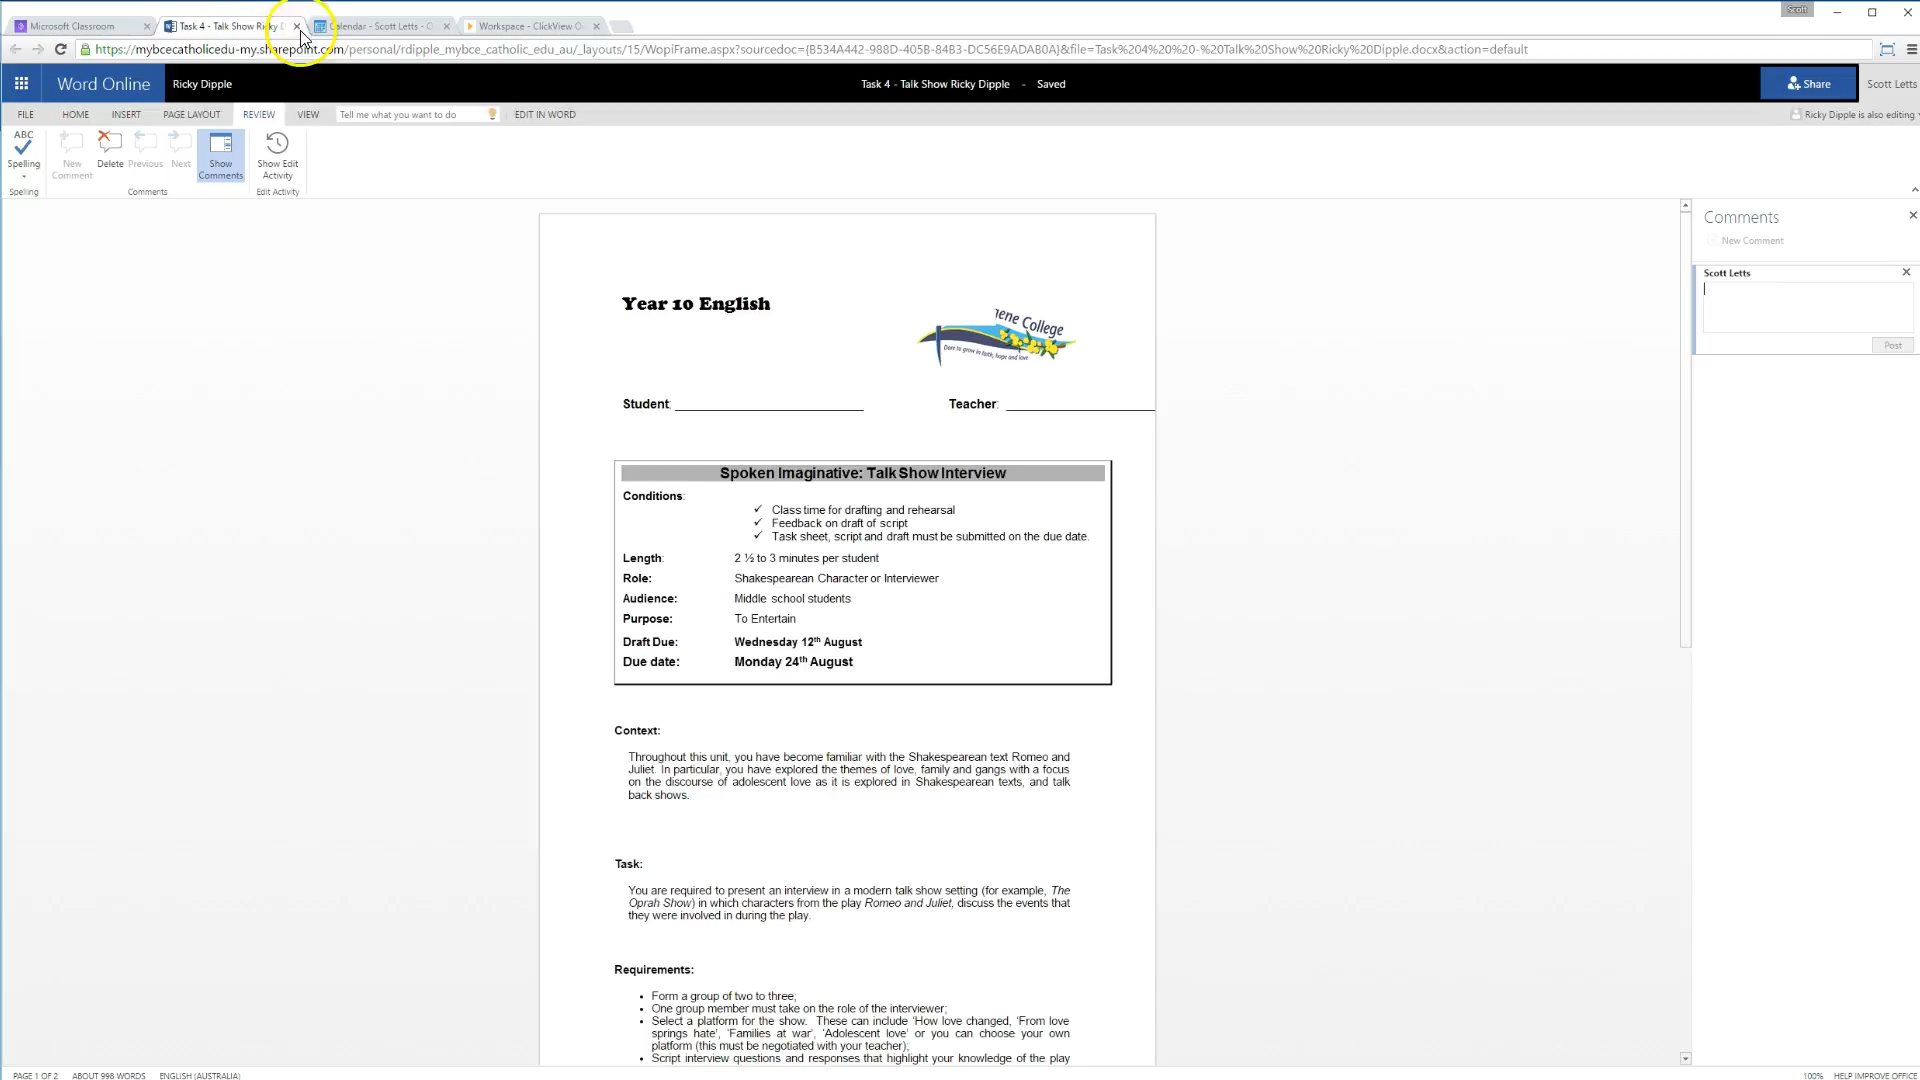 Scott
Microsoft Classroom
Task 4 - Talk Show Ricky D
Calendar - Scott Letts - O
Workspace - ClickView O
https://mybcecatholicedu-my.sharepoint.com/personal/rdipple_mybce_catholic_edu_au/_layouts/15/WopiFrame.aspx?sourcedoc={B534A442-988D-405B-84B3-DC56E9ADAB0A}&file=Task%204%20%20-%20Talk%20Show%20Ricky%20Dipple.docx&action=default
Word Online
Ricky Dipple
Task 4 - Talk Show Ricky Dipple - Saved
Share
Scott Letts
FILE
HOME
INSERT
PAGE LAYOUT
REVIEW
VIEW
Tell me what you want to do
EDIT IN WORD
Ricky Dipple is also editing
ABC
Spelling
New Comment
Delete
Previous
Next
Show Comments
Show Edit Activity
Spelling
Comments
Edit Activity
Comments
New Comment
Scott Letts
Post
Year 10 English
ene College
Dare to grow in faith, hope and love
Student: Teacher:
Spoken Imaginative: Talk Show Interview
Conditions:
✓ Class time for drafting and rehearsal
✓ Feedback on draft of script
✓ Task sheet, script and draft must be submitted on the due date.
Length: 2 ½ to 3 minutes per student
Role: Shakespearean Character or Interviewer
Audience: Middle school students
Purpose: To Entertain
Draft Due: Wednesday 12th August
Due date: Monday 24th August
Context:
Throughout this unit, you have become familiar with the Shakespearean text Romeo and
Juliet. In particular, you have explored the themes of love, family and gangs with a focus
on the discourse of adolescent love as it is explored in Shakespearean texts, and talk
back shows.
Task:
You are required to present an interview in a modern talk show setting (for example, The
Oprah Show) in which characters from the play Romeo and Juliet, discuss the events that
they were involved in during the play.
Requirements:
• Form a group of two to three;
• One group member must take on the role of the interviewer;
• Select a platform for the show. These can include 'How love changed, 'From love
springs hate', 'Families at war', 'Adolescent love' or you can choose your own
platform (this must be negotiated with your teacher);
• Script interview questions and responses that highlight your knowledge of the play
PAGE 1 OF 2
ABOUT 998 WORDS
ENGLISH (AUSTRALIA)
100%
HELP IMPROVE OFFICE